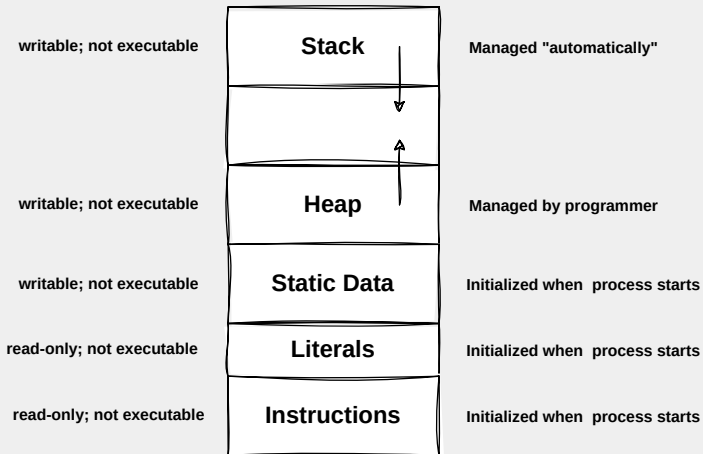 writable; not executable Stack Managed "automatically"
writable; not executable Heap Managed by programmer
writable; not executable Static Data Initialized when process starts
read-only; not executable Literals Initialized when process starts
read-only; not executable Instructions Initialized when process starts